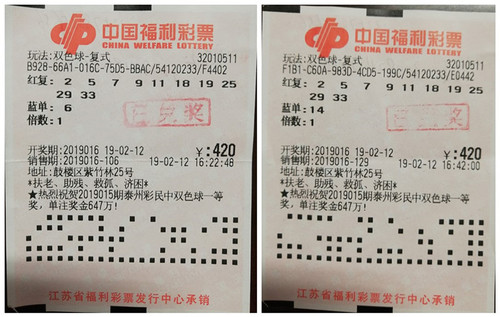 中国福利彩票
CHINA WELFARE LOTTERY
玩法:双色球-复式 32010511
B928-66A1-016C-75D5-BBAC/54120233/F4402
红复: 2 5 7 9 11 18 19 25
29 33
蓝单: 6
倍数:1
已兑奖
开奖期:2019016 19-02-12 ¥:420
销售期:2019016-106 19-02-12 16:22:48
地址:鼓楼区紫竹林25号
*扶老、助残、救孤、济困*
★热烈祝贺2019015期泰州彩民中双色球一等
奖,单注奖金647万!
江苏省福利彩票发行中心承销
中国福利彩票
CHINA WELFARE LOTTERY
玩法:双色球-复式 32010511
F1B1-C60A-983D-4CD5-199C/54120233/E0442
红复: 2 5 7 9 11 18 19 25
29 33
蓝单:14
倍数:1
已兑奖
开奖期:2019016 19-02-12 ¥:420
销售期:2019016-129 19-02-12 16:42:00
地址:鼓楼区紫竹林25号
*扶老、助残、救孤、济困*
★热烈祝贺2019015期泰州彩民中双色球一等
奖,单注奖金647万!
江苏省福利彩票发行中心承销